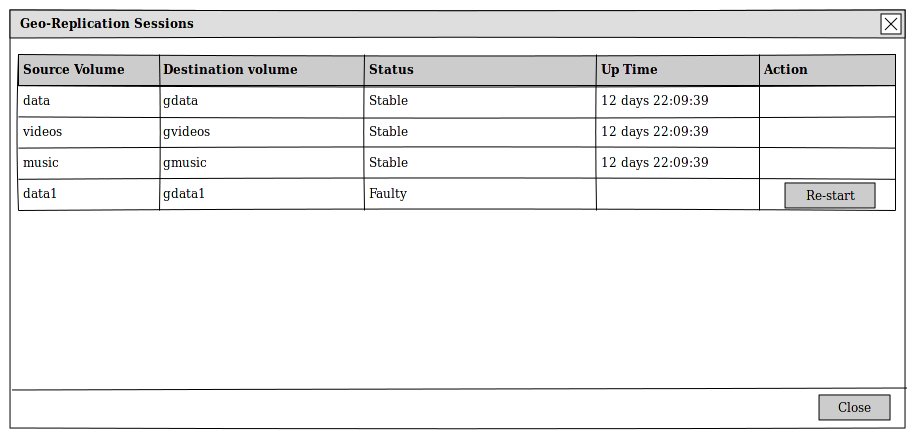 Geo-Replication Sessions
Source Volume Destination volume Status Up Time Action
data gdata Stable 12 days 22:09:39
videos gvideos Stable 12 days 22:09:39
music gmusic Stable 12 days 22:09:39
data1 gdata1 Faulty Re-start
Close